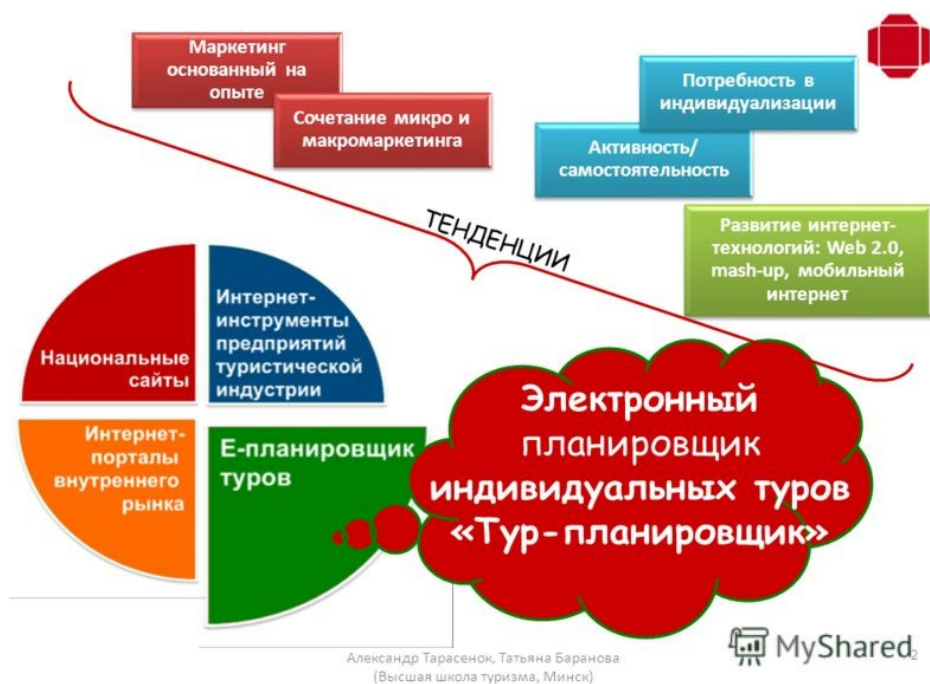 Маркетинг
основанный на
опыте
Сочетание микро и
макромаркетинга
Потребность в
индивидуализации
Активность/
самостоятельность
Развитие интернет-
технологий: Web 2.0,
mash-up, мобильный
интернет
ТЕНДЕНЦИИ
Национальные
сайты
Интернет-
инструменты
предприятий
туристической
индустрии
Интернет-
порталы
внутреннего
рынка
Е-планировщик
туров
Электронный
планировщик
индивидуальных туров
«Тур-планировщик»
Александр Тарасенок, Татьяна Баранова
(Высшая школа туризма, Минск)
MyShared
2